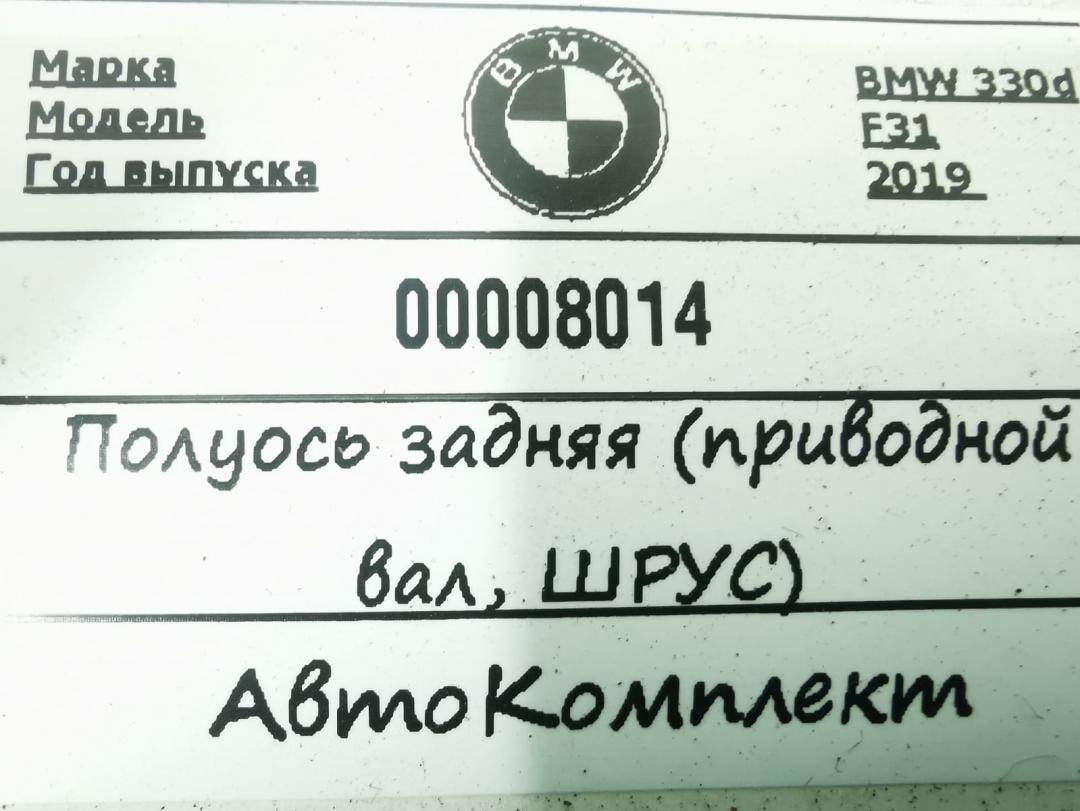 Марка
Модель
Год выпуска
BMW
BMW 330d
F31
2019
00008014
Полуось задняя (приводной
вал, ШРУС)
АвтоКомплект